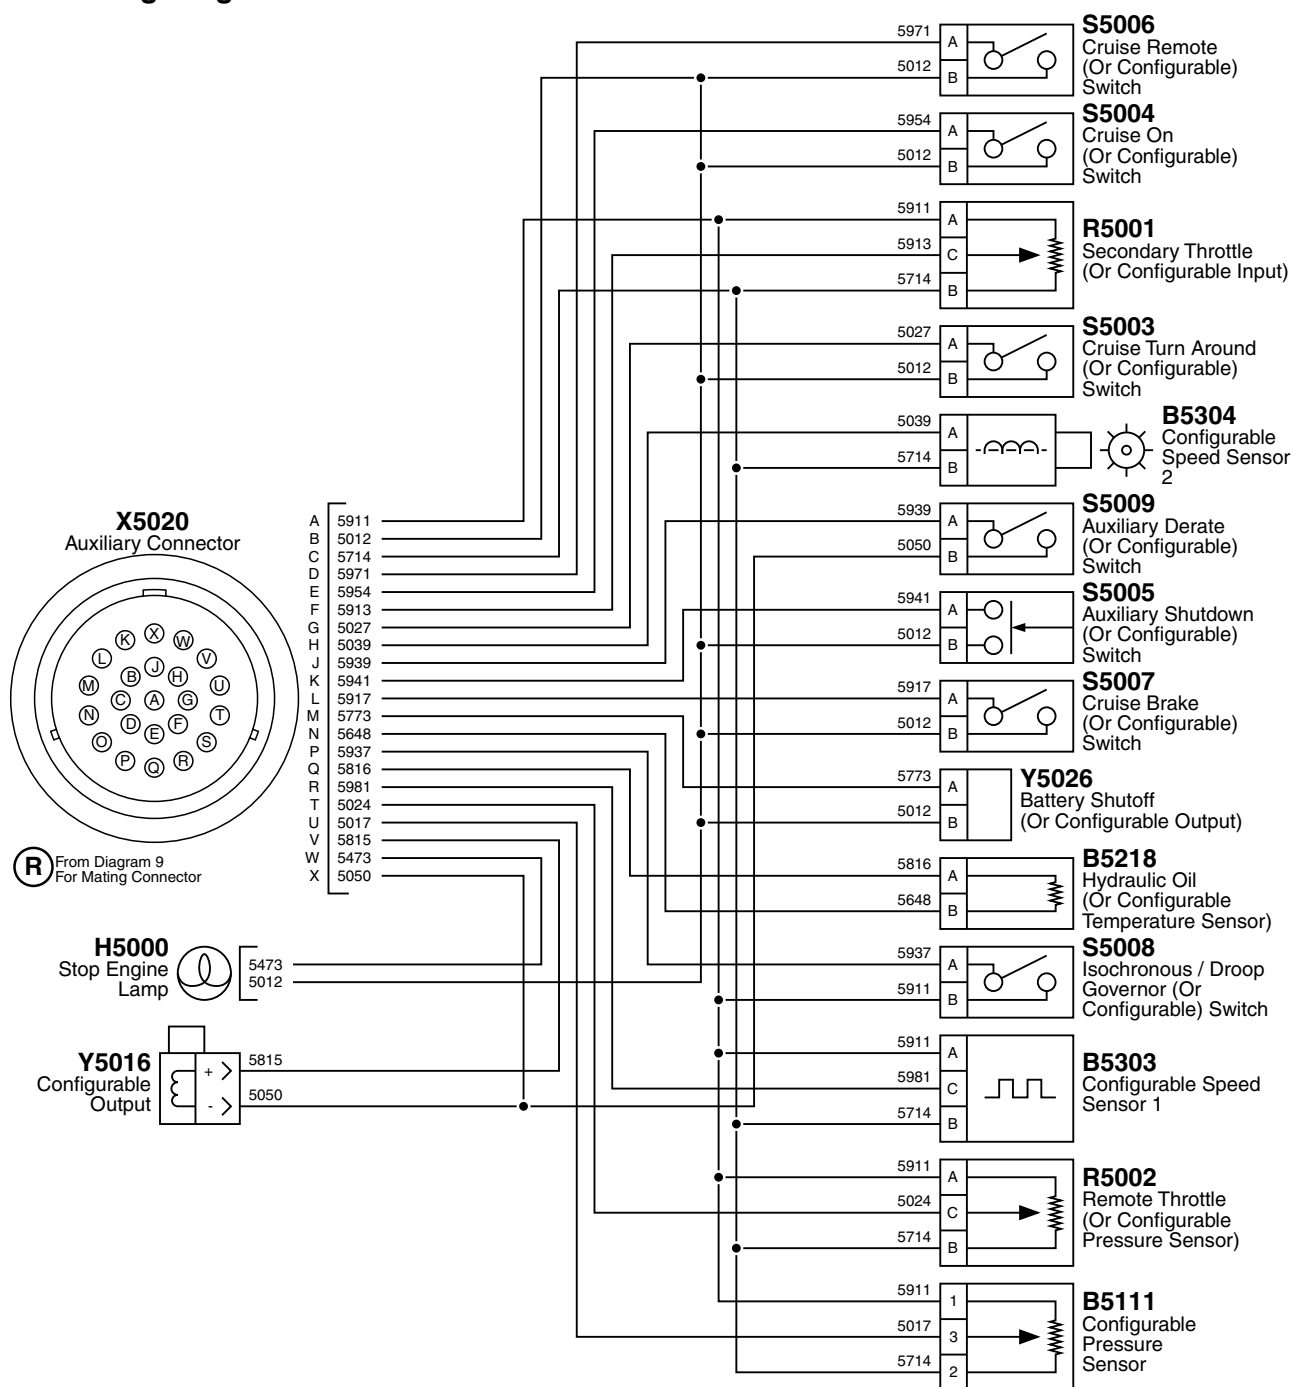 5971
A
5012
B
S5006
Cruise Remote
(Or Configurable)
Switch
5954
A
5012
B
S5004
Cruise On
(Or Configurable)
Switch
5911
A
5913
C
5714
B
R5001
Secondary Throttle
(Or Configurable Input)
5027
A
5012
B
S5003
Cruise Turn Around
(Or Configurable)
Switch
5039
A
5714
B
B5304
Configurable
Speed Sensor
2
5939
A
5050
B
S5009
Auxiliary Derate
(Or Configurable)
Switch
5941
A
5012
B
S5005
Auxiliary Shutdown
(Or Configurable)
Switch
5917
A
5012
B
S5007
Cruise Brake
(Or Configurable)
Switch
5773
A
5012
B
Y5026
Battery Shutoff
(Or Configurable Output)
5816
A
5648
B
B5218
Hydraulic Oil
(Or Configurable
Temperature Sensor)
5937
A
5911
B
S5008
Isochronous / Droop
Governor (Or
Configurable) Switch
5911
A
5981
C
5714
B
B5303
Configurable Speed
Sensor 1
5911
A
5024
C
5714
B
R5002
Remote Throttle
(Or Configurable
Pressure Sensor)
5911
1
5017
3
5714
2
B5111
Configurable
Pressure
Sensor
X5020
Auxiliary Connector
K X W
L V
J
B H
M U
C A G
N T
D F
E
O S
P R
Q
A 5911
B 5012
C 5714
D 5971
E 5954
F 5913
G 5027
H 5039
J 5939
K 5941
L 5917
M 5773
N 5648
P 5937
Q 5816
R 5981
T 5024
U 5017
V 5815
W 5473
X 5050
R
From Diagram 9
For Mating Connector
H5000
Stop Engine
Lamp
5473
5012
Y5016
Configurable
Output
+
-
5815
5050